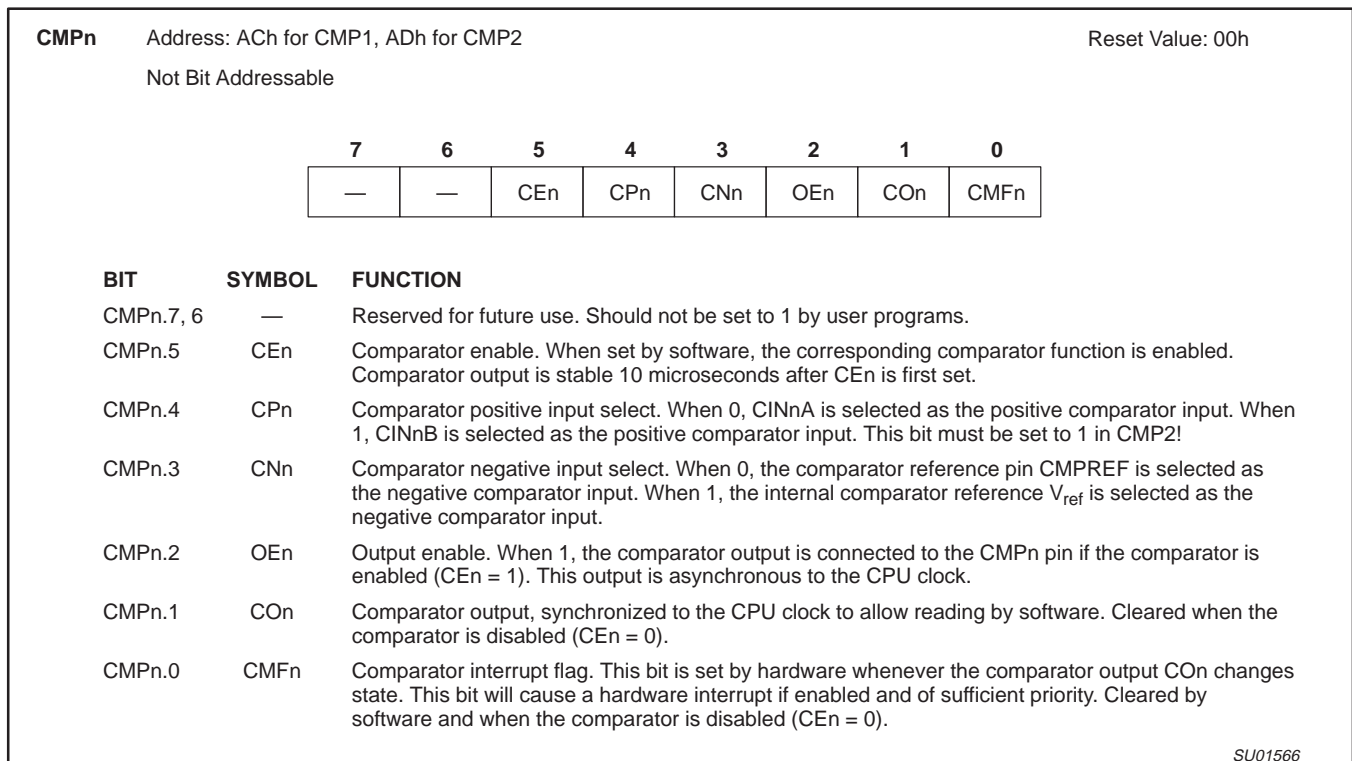 CMPn Address: ACh for CMP1, ADh for CMP2 Reset Value: 00h
Not Bit Addressable
7 6 5 4 3 2 1 0
— — CEn CPn CNn OEn COn CMFn
BIT SYMBOL FUNCTION
CMPn.7, 6 — Reserved for future use. Should not be set to 1 by user programs.
CMPn.5 CEn Comparator enable. When set by software, the corresponding comparator function is enabled.
Comparator output is stable 10 microseconds after CEn is first set.
CMPn.4 CPn Comparator positive input select. When 0, CINnA is selected as the positive comparator input. When
1, CINnB is selected as the positive comparator input. This bit must be set to 1 in CMP2!
CMPn.3 CNn Comparator negative input select. When 0, the comparator reference pin CMPREF is selected as
the negative comparator input. When 1, the internal comparator reference Vref is selected as the
negative comparator input.
CMPn.2 OEn Output enable. When 1, the comparator output is connected to the CMPn pin if the comparator is
enabled (CEn = 1). This output is asynchronous to the CPU clock.
CMPn.1 COn Comparator output, synchronized to the CPU clock to allow reading by software. Cleared when the
comparator is disabled (CEn = 0).
CMPn.0 CMFn Comparator interrupt flag. This bit is set by hardware whenever the comparator output COn changes
state. This bit will cause a hardware interrupt if enabled and of sufficient priority. Cleared by
software and when the comparator is disabled (CEn = 0).
SU01566